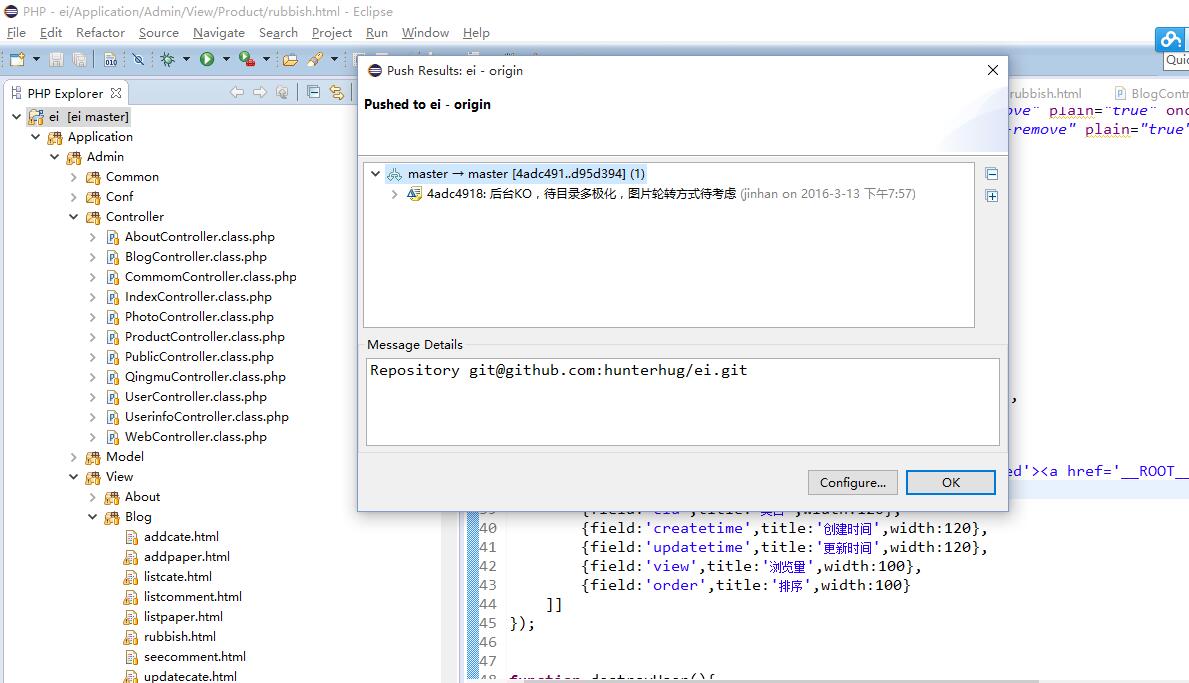 PHP - ei/Application/Admin/View/Product/rubbish.html - Eclipse
File Edit Refactor Source Navigate Search Project Run Window Help
PHP Explorer
ei [ei master]
Application
Admin
Common
Conf
Controller
AboutController.class.php
BlogController.class.php
CommomController.class.php
IndexController.class.php
PhotoController.class.php
ProductController.class.php
PublicController.class.php
QingmuController.class.php
UserController.class.php
UserinfoController.class.php
WebController.class.php
Model
View
About
Blog
addcate.html
addpaper.html
listcate.html
listcomment.html
listpaper.html
rubbish.html
seecomment.html
updatecate.html
Push Results: ei - origin
Pushed to ei - origin
master → master [4adc491..d95d394] (1)
4adc4918: 后台KO，待目录多极化，图片轮转方式待考虑 (jinhan on 2016-3-13 下午7:57)
Message Details
Repository git@github.com:hunterhug/ei.git
Configure... OK
Quic
rubbish.html BlogContr
ove" plain="true" onc
-remove" plain="true"
,
ed'><a href='__ROOT__
40 {field:'createtime',title:'创建时间',width:120},
41 {field:'updatetime',title:'更新时间',width:120},
42 {field:'view',title:'浏览量',width:100},
43 {field:'order',title:'排序',width:100}
44 ]]
45 });
46
47